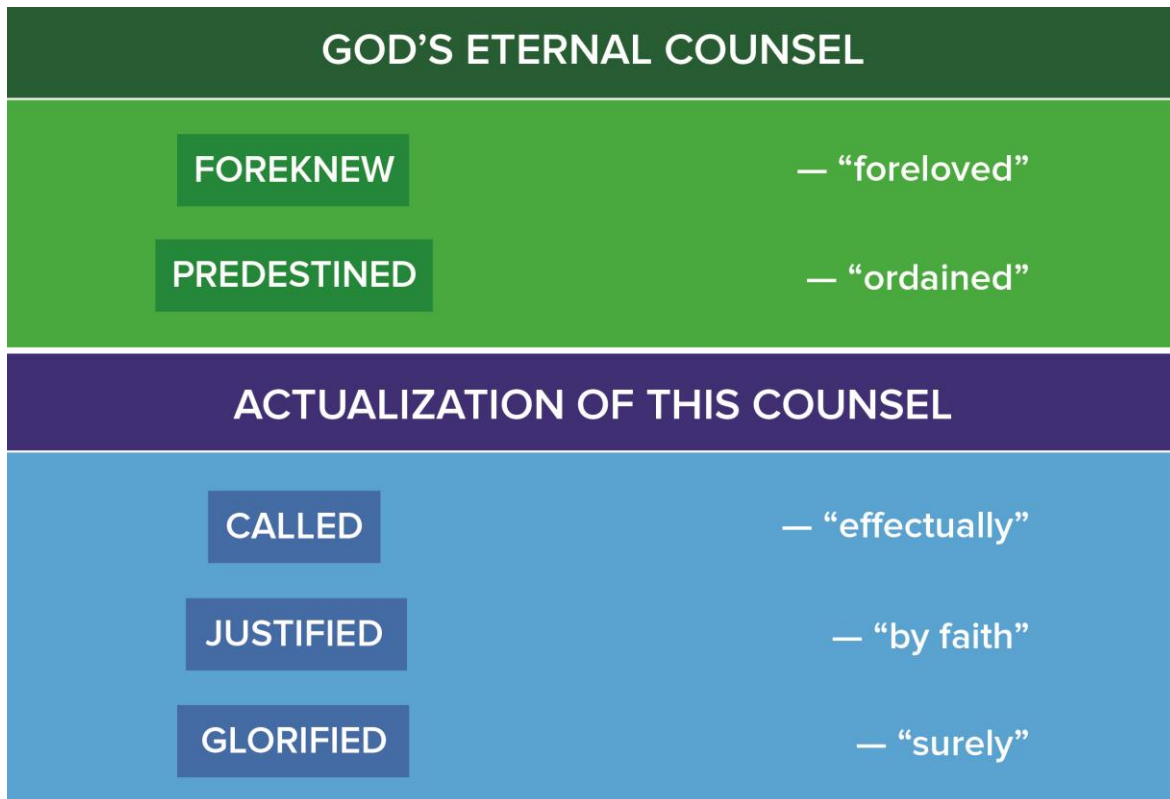 GOD’S ETERNAL COUNSEL
FOREKNEW — “foreloved”
PREDESTINED — “ordained”
ACTUALIZATION OF THIS COUNSEL
CALLED — “effectually”
JUSTIFIED — “by faith”
GLORIFIED — “surely”